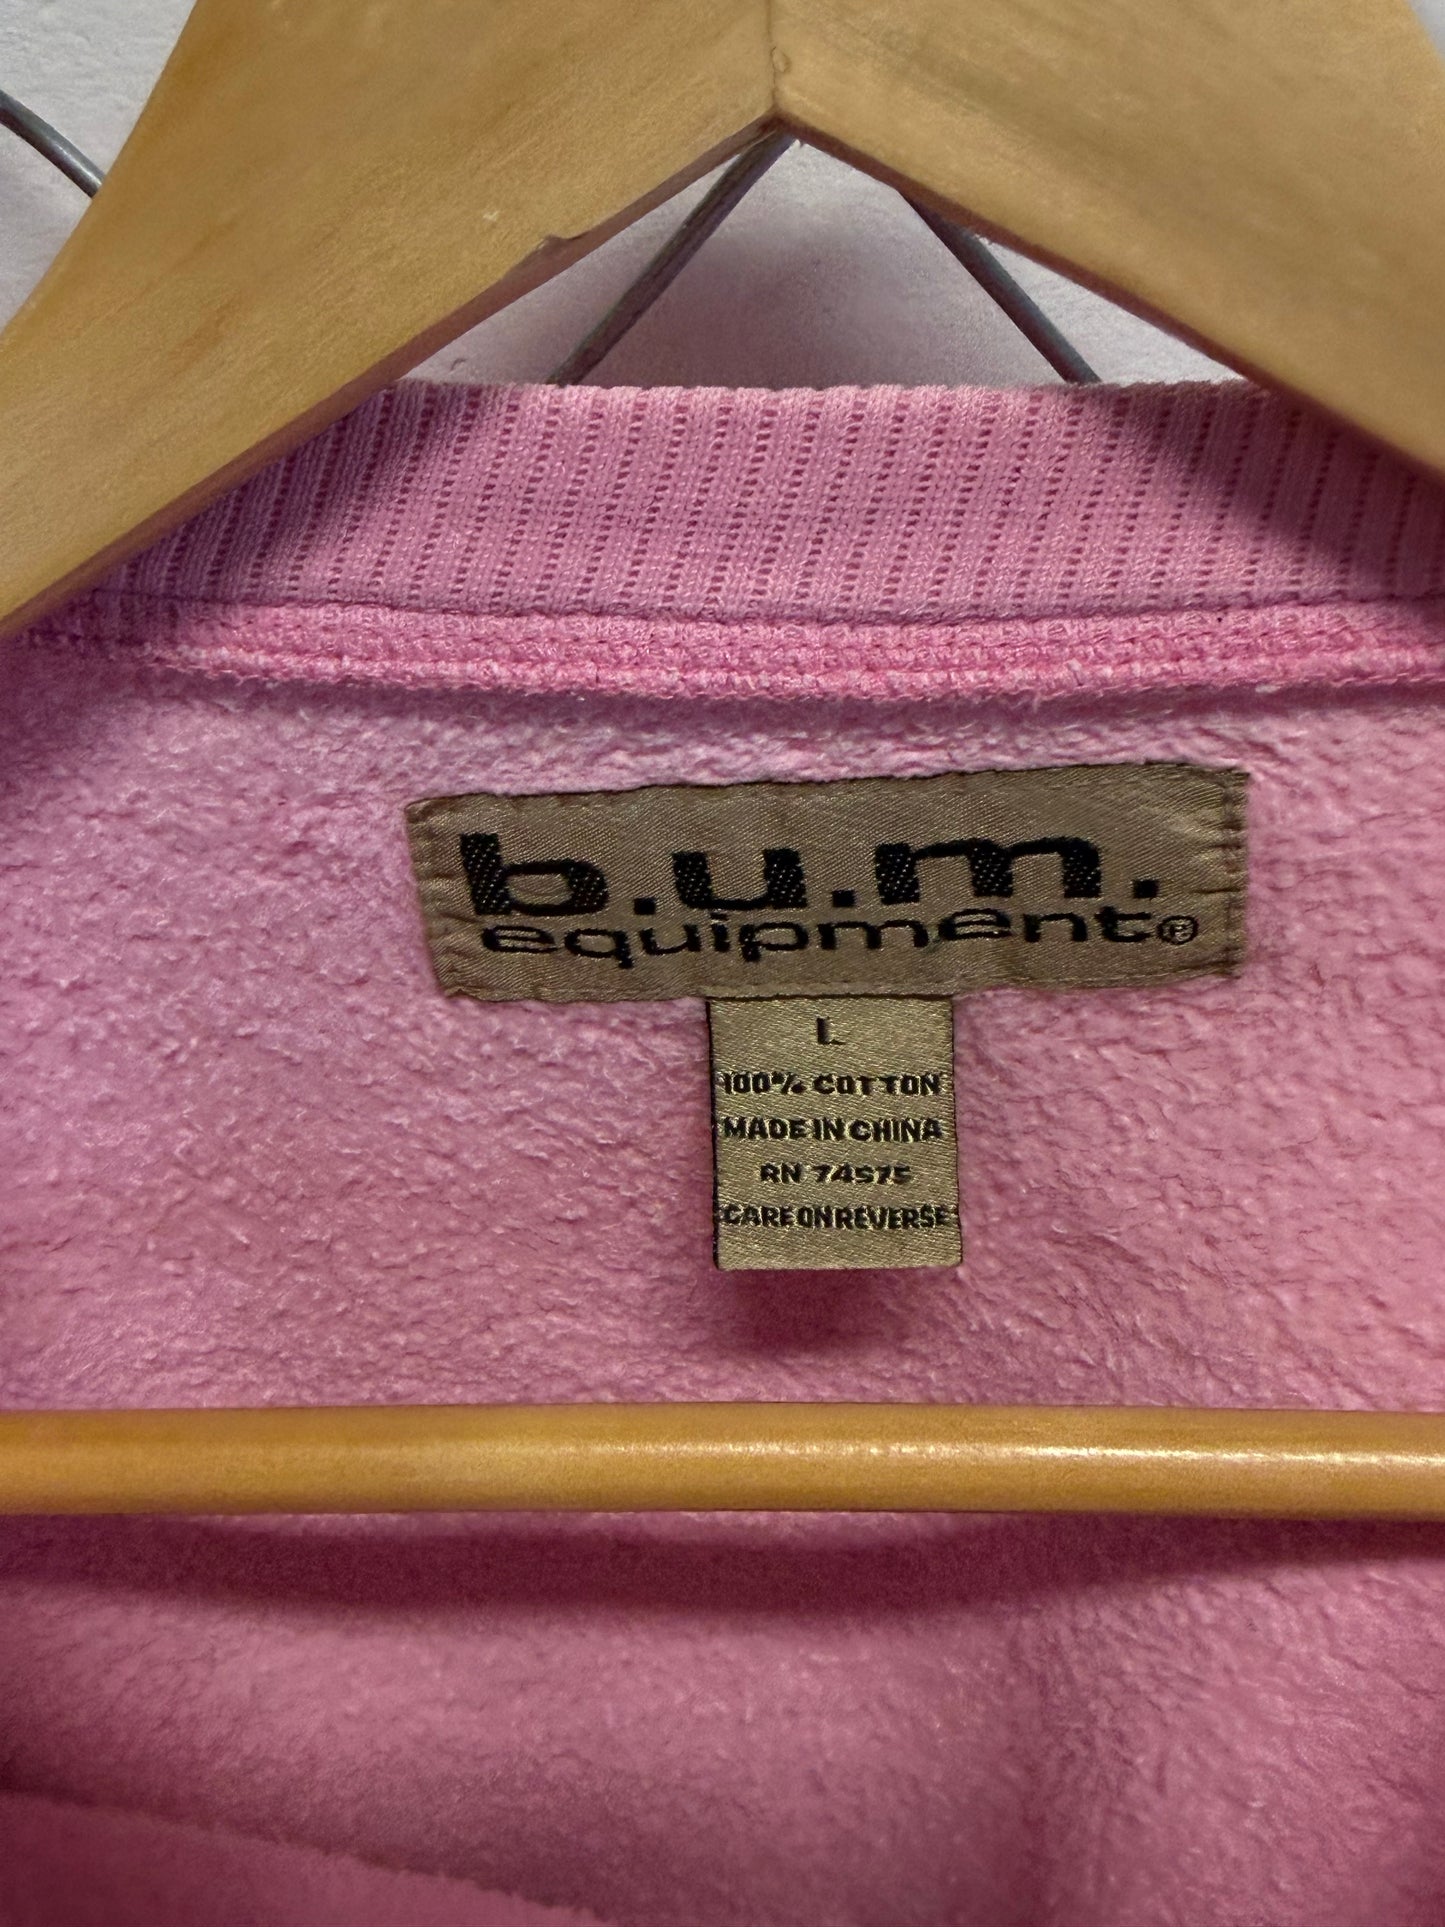 b.u.m.
equipment®
L
100% COTTON
MADE IN CHINA
RN 74575
CARE ON REVERSE